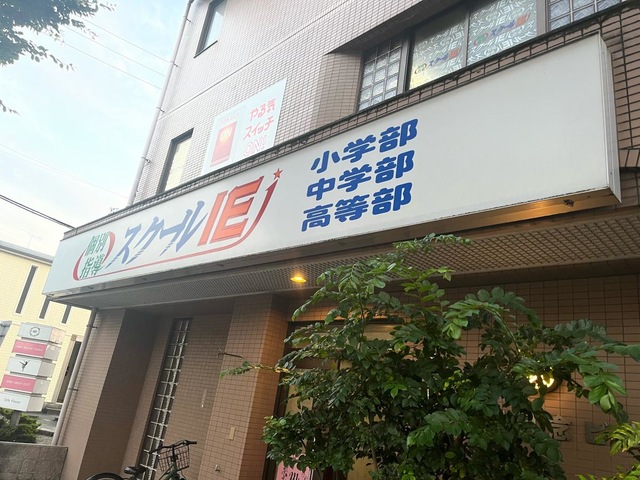 やる気
スイッチ
個別
指導
スクールIE
小学部
中学部
高等部